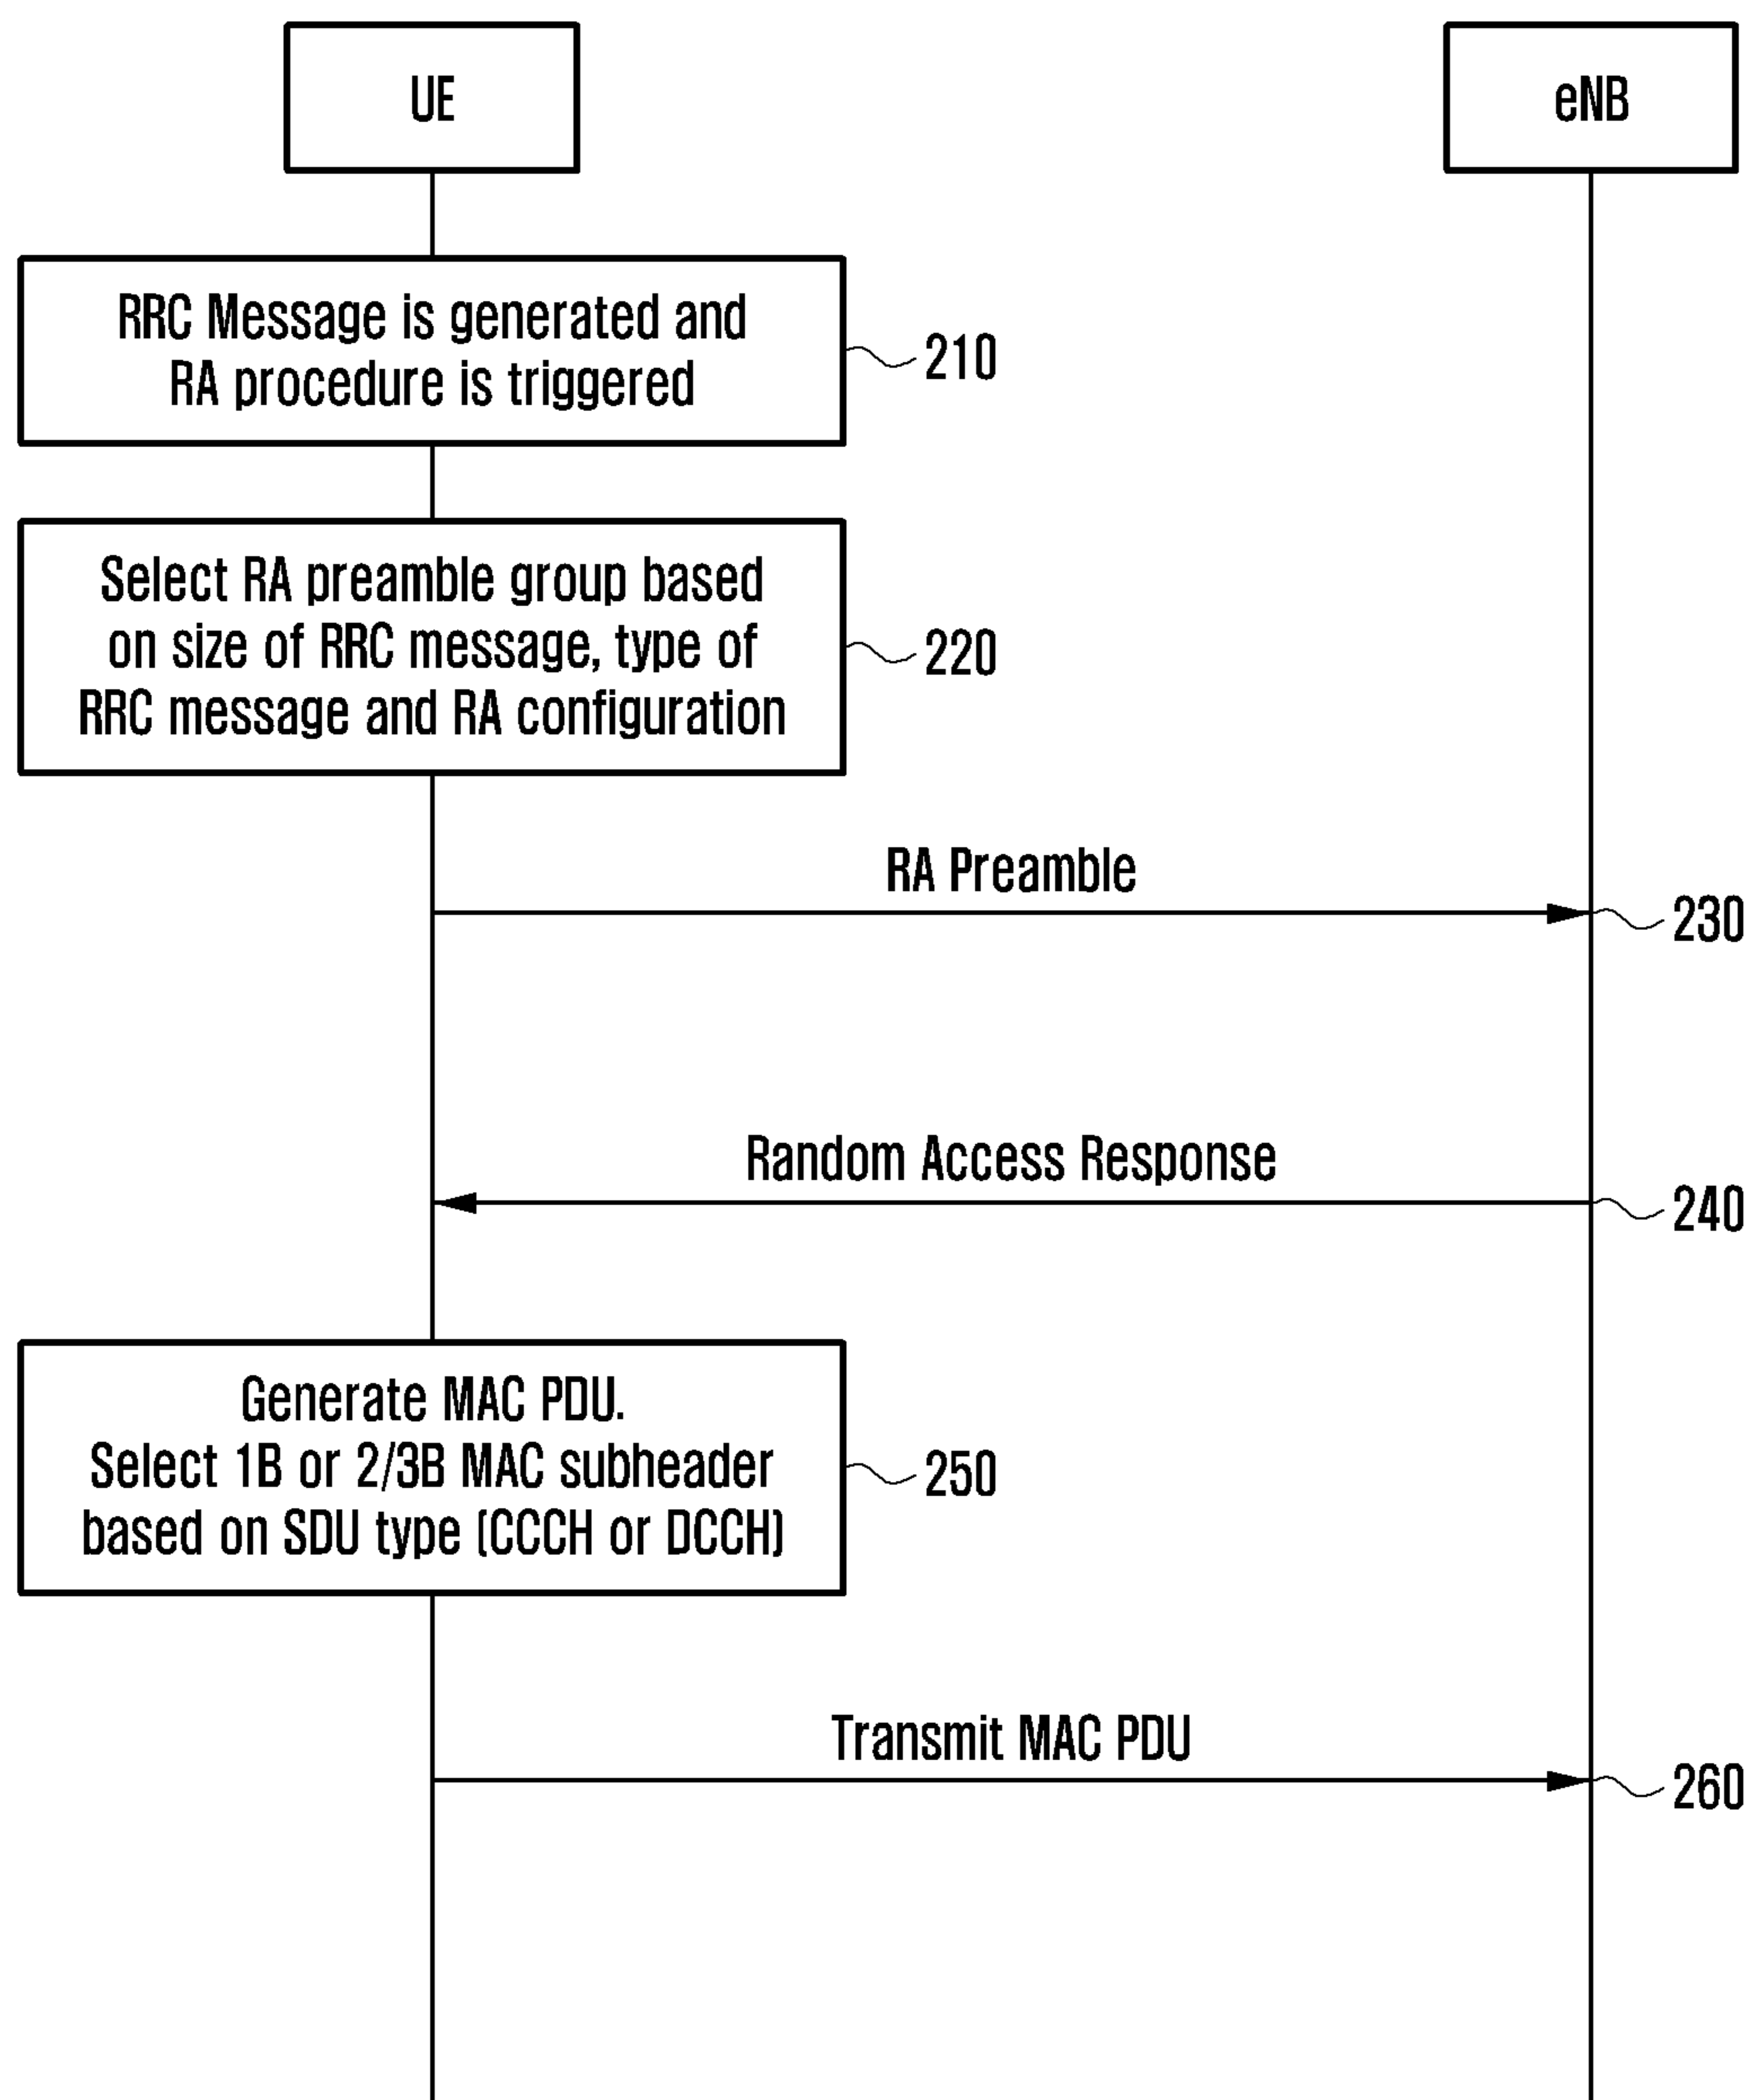 UE
eNB
RRC Message is generated and
RA procedure is triggered
210
Select RA preamble group based
on size of RRC message, type of
RRC message and RA configuration
220
RA Preamble
230
Random Access Response
240
Generate MAC PDU.
Select 1B or 2/3B MAC subheader
based on SDU type (CCCH or DCCH)
250
Transmit MAC PDU
260